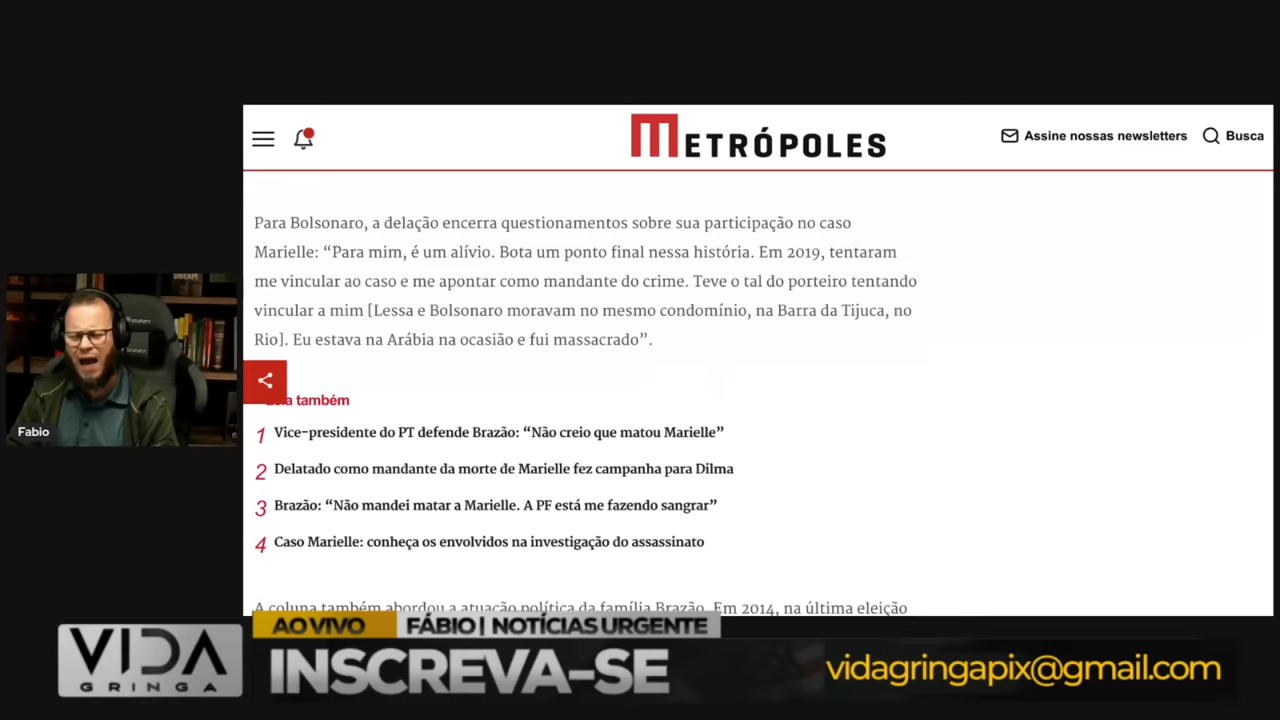 METRÓPOLES
Assine nossas newsletters
Busca
Para Bolsonaro, a delação encerra questionamentos sobre sua participação no caso
Marielle: “Para mim, é um alívio. Bota um ponto final nessa história. Em 2019, tentaram
me vincular ao caso e me apontar como mandante do crime. Teve o tal do porteiro tentando
vincular a mim [Lessa e Bolsonaro moravam no mesmo condomínio, na Barra da Tijuca, no
Rio]. Eu estava na Arábia na ocasião e fui massacrado”.
também
1 Vice-presidente do PT defende Brazão: “Não creio que matou Marielle”
2 Delatado como mandante da morte de Marielle fez campanha para Dilma
3 Brazão: “Não mandei matar a Marielle. A PF está me fazendo sangrar”
4 Caso Marielle: conheça os envolvidos na investigação do assassinato
A coluna também abordou a atuação política da família Brazão. Em 2014, na última eleição
Fabio
AO VIVO
FÁBIO | NOTÍCIAS URGENTE
VIDA
GRINGA
INSCREVA-SE
vidagringapix@gmail.com